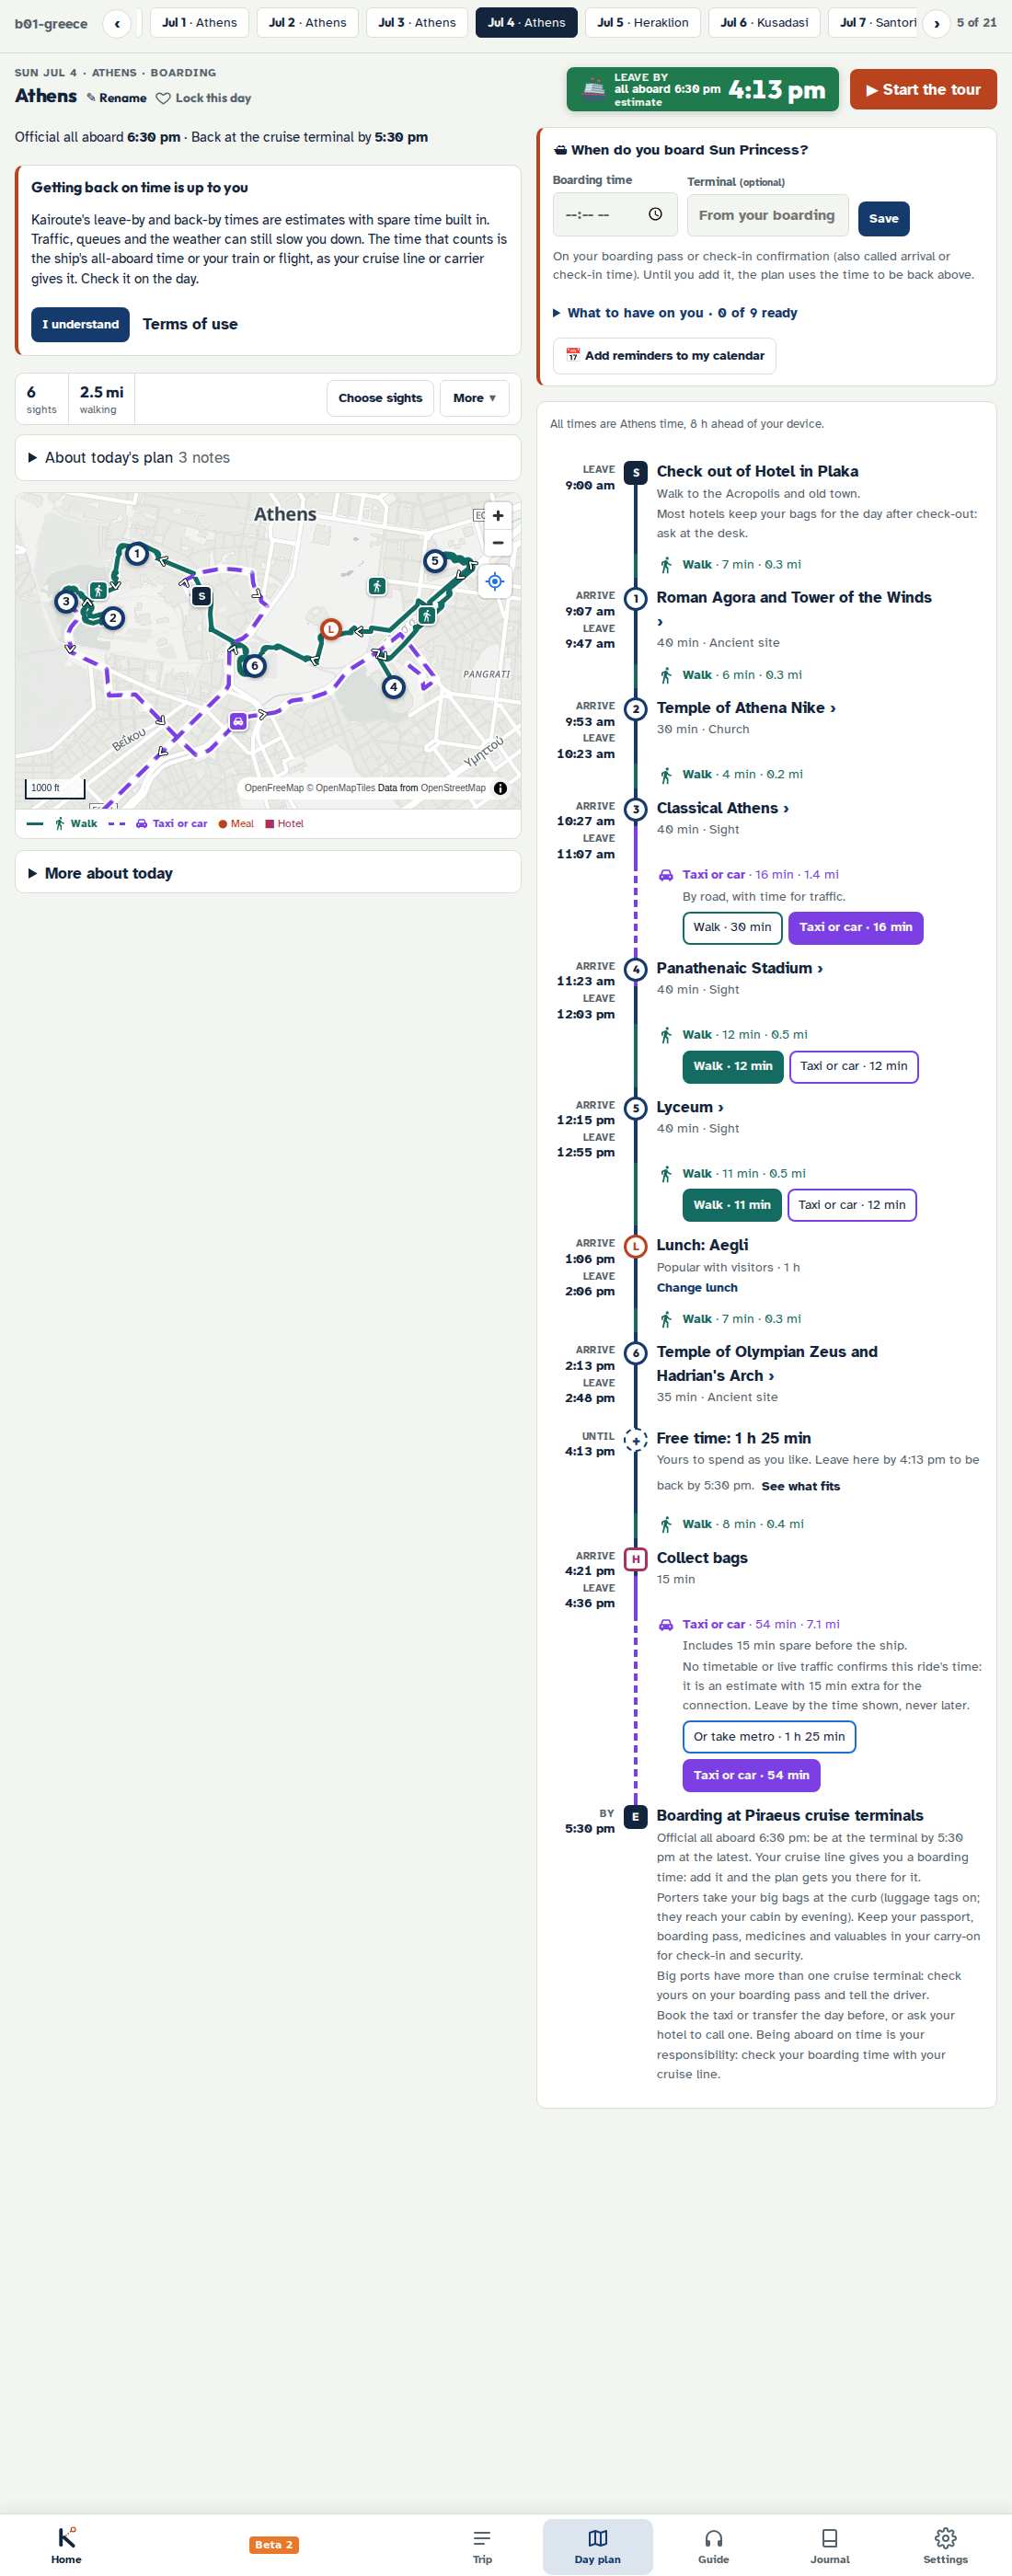 b01-greece
‹
Jul 1 · Athens
Jul 2 · Athens
Jul 3 · Athens
Jul 4 · Athens
Jul 5 · Heraklion
Jul 6 · Kusadasi
Jul 7 · Santori
›
5 of 21
SUN JUL 4 · ATHENS · BOARDING
Athens ✎ Rename ♡ Lock this day
LEAVE BY
all aboard 6:30 pm
estimate
4:13 pm
▶ Start the tour
Official all aboard 6:30 pm · Back at the cruise terminal by 5:30 pm
Getting back on time is up to you
Kairoute's leave-by and back-by times are estimates with spare time built in.
Traffic, queues and the weather can still slow you down. The time that counts is
the ship's all-aboard time or your train or flight, as your cruise line or carrier
gives it. Check it on the day.
I understand
Terms of use
6
sights
2.5 mi
walking
Choose sights
More ▾
▶ About today's plan 3 notes
Athens
1
2
3
4
5
6
S
L
PANGRATI
Βεΐκου
Υμηττού
+
−
1000 ft
OpenFreeMap © OpenMapTiles Data from OpenStreetMap
Walk
Taxi or car
Meal
Hotel
▶ More about today
When do you board Sun Princess?
Boarding time
Terminal (optional)
--:-- --
From your boarding
Save
On your boarding pass or check-in confirmation (also called arrival or
check-in time). Until you add it, the plan uses the time to be back above.
▶ What to have on you · 0 of 9 ready
Add reminders to my calendar
All times are Athens time, 8 h ahead of your device.
LEAVE
9:00 am
S
Check out of Hotel in Plaka
Walk to the Acropolis and old town.
Most hotels keep your bags for the day after check-out:
ask at the desk.
Walk · 7 min · 0.3 mi
ARRIVE
9:07 am
LEAVE
9:47 am
1
Roman Agora and Tower of the Winds
›
40 min · Ancient site
Walk · 6 min · 0.3 mi
ARRIVE
9:53 am
LEAVE
10:23 am
2
Temple of Athena Nike ›
30 min · Church
Walk · 4 min · 0.2 mi
ARRIVE
10:27 am
LEAVE
11:07 am
3
Classical Athens ›
40 min · Sight
Taxi or car · 16 min · 1.4 mi
By road, with time for traffic.
Walk · 30 min
Taxi or car · 16 min
ARRIVE
11:23 am
LEAVE
12:03 pm
4
Panathenaic Stadium ›
40 min · Sight
Walk · 12 min · 0.5 mi
Walk · 12 min
Taxi or car · 12 min
ARRIVE
12:15 pm
LEAVE
12:55 pm
5
Lyceum ›
40 min · Sight
Walk · 11 min · 0.5 mi
Walk · 11 min
Taxi or car · 12 min
ARRIVE
1:06 pm
LEAVE
2:06 pm
L
Lunch: Aegli
Popular with visitors · 1 h
Change lunch
Walk · 7 min · 0.3 mi
ARRIVE
2:13 pm
LEAVE
2:48 pm
6
Temple of Olympian Zeus and
Hadrian's Arch ›
35 min · Ancient site
UNTIL
4:13 pm
+
Free time: 1 h 25 min
Yours to spend as you like. Leave here by 4:13 pm to be
back by 5:30 pm. See what fits
Walk · 8 min · 0.4 mi
ARRIVE
4:21 pm
LEAVE
4:36 pm
H
Collect bags
15 min
Taxi or car · 54 min · 7.1 mi
Includes 15 min spare before the ship.
No timetable or live traffic confirms this ride's time:
it is an estimate with 15 min extra for the
connection. Leave by the time shown, never later.
Or take metro · 1 h 25 min
Taxi or car · 54 min
BY
5:30 pm
E
Boarding at Piraeus cruise terminals
Official all aboard 6:30 pm: be at the terminal by 5:30
pm at the latest. Your cruise line gives you a boarding
time: add it and the plan gets you there for it.
Porters take your big bags at the curb (luggage tags on;
they reach your cabin by evening). Keep your passport,
boarding pass, medicines and valuables in your carry-on
for check-in and security.
Big ports have more than one cruise terminal: check
yours on your boarding pass and tell the driver.
Book the taxi or transfer the day before, or ask your
hotel to call one. Being aboard on time is your
responsibility: check your boarding time with your
cruise line.
Home
Beta 2
Trip
Day plan
Guide
Journal
Settings